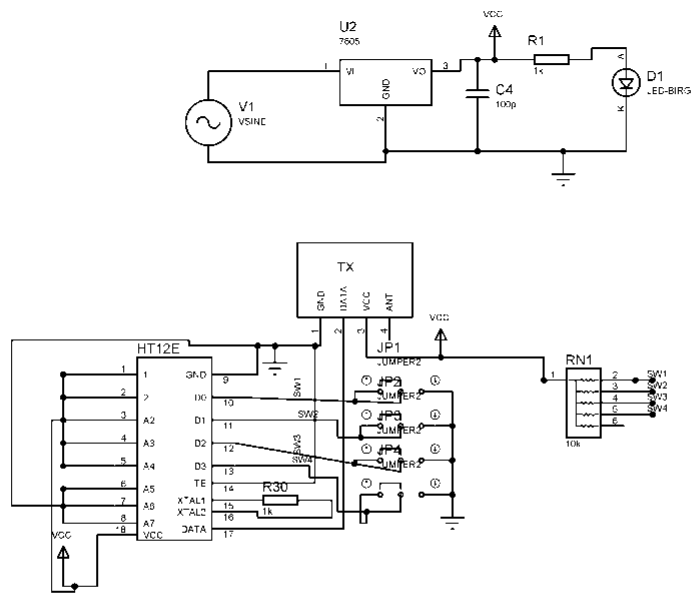 VCC
U2
7805
R1
1 VI VO 3
1k
A
D1
LED-BIRG
K
GND
2
C4
100p
V1
VSINE
TX
GND
DATA
VCC
ANT
1
2
3
4
VCC
HT12E
JP1
JUMPER2
RN1
1 1 GND 9
2 2 D0 10
3 A2 D1 11
4 A3 D2 12
5 A4 D3 13
6 A5 TE 14
7 A6 XTAL1 15
8 A7 XTAL2 16
18 VCC DATA 17
SW1
SW2
SW3
SW4
JP2
JUMPER2
JP3
JUMPER2
JP4
JUMPER2
R30
1k
VCC
1
2 SW1
3 SW2
4 SW3
5 SW4
6
10k